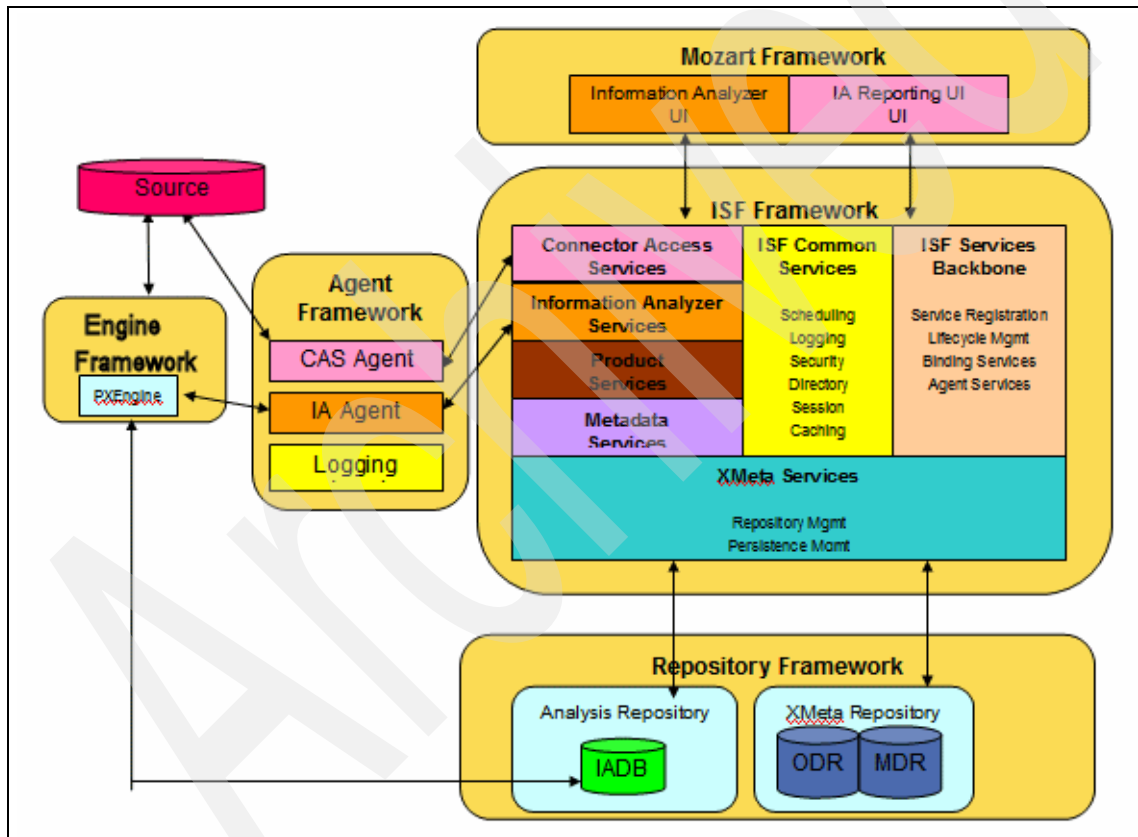 Mozart Framework
Information Analyzer
UI
IA Reporting UI
UI
Source
ISF Framework
Connector Access
Services
ISF Common
Services
ISF Services
Backbone
Agent
Framework
Information Analyzer
Services
Scheduling
Logging
Security
Directory
Session
Caching
Service Registration
Lifecycle Mgmt
Binding Services
Agent Services
Engine
Framework
PXEngine
CAS Agent
IA Agent
Logging
Product
Services
Metadata
Services
XMeta Services
Repository Mgmt
Persistence Mgmt
Repository Framework
Analysis Repository
IADB
XMeta Repository
ODR
MDR